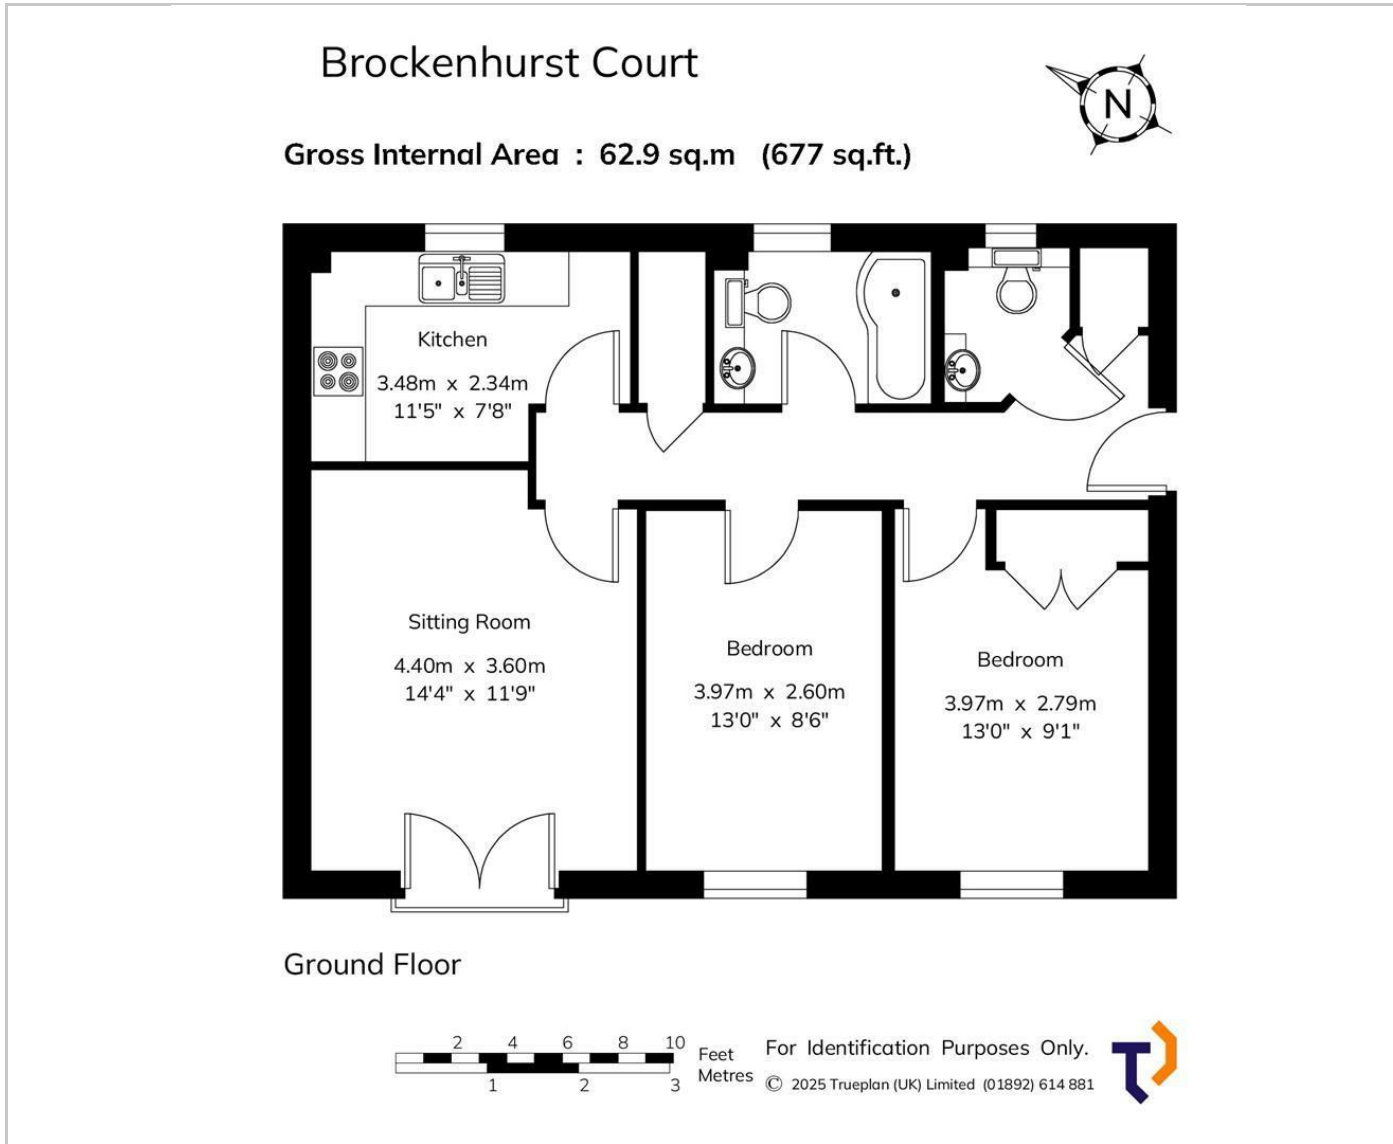 Brockenhurst Court
N
Gross Internal Area : 62.9 sq.m (677 sq.ft.)
Kitchen
3.48m x 2.34m
11'5" x 7'8"
Sitting Room
4.40m x 3.60m
14'4" x 11'9"
Bedroom
3.97m x 2.60m
13'0" x 8'6"
Bedroom
3.97m x 2.79m
13'0" x 9'1"
Ground Floor
2 4 6 8 10
Feet
Metres
1 2 3
For Identification Purposes Only.
© 2025 Trueplan (UK) Limited (01892) 614 881